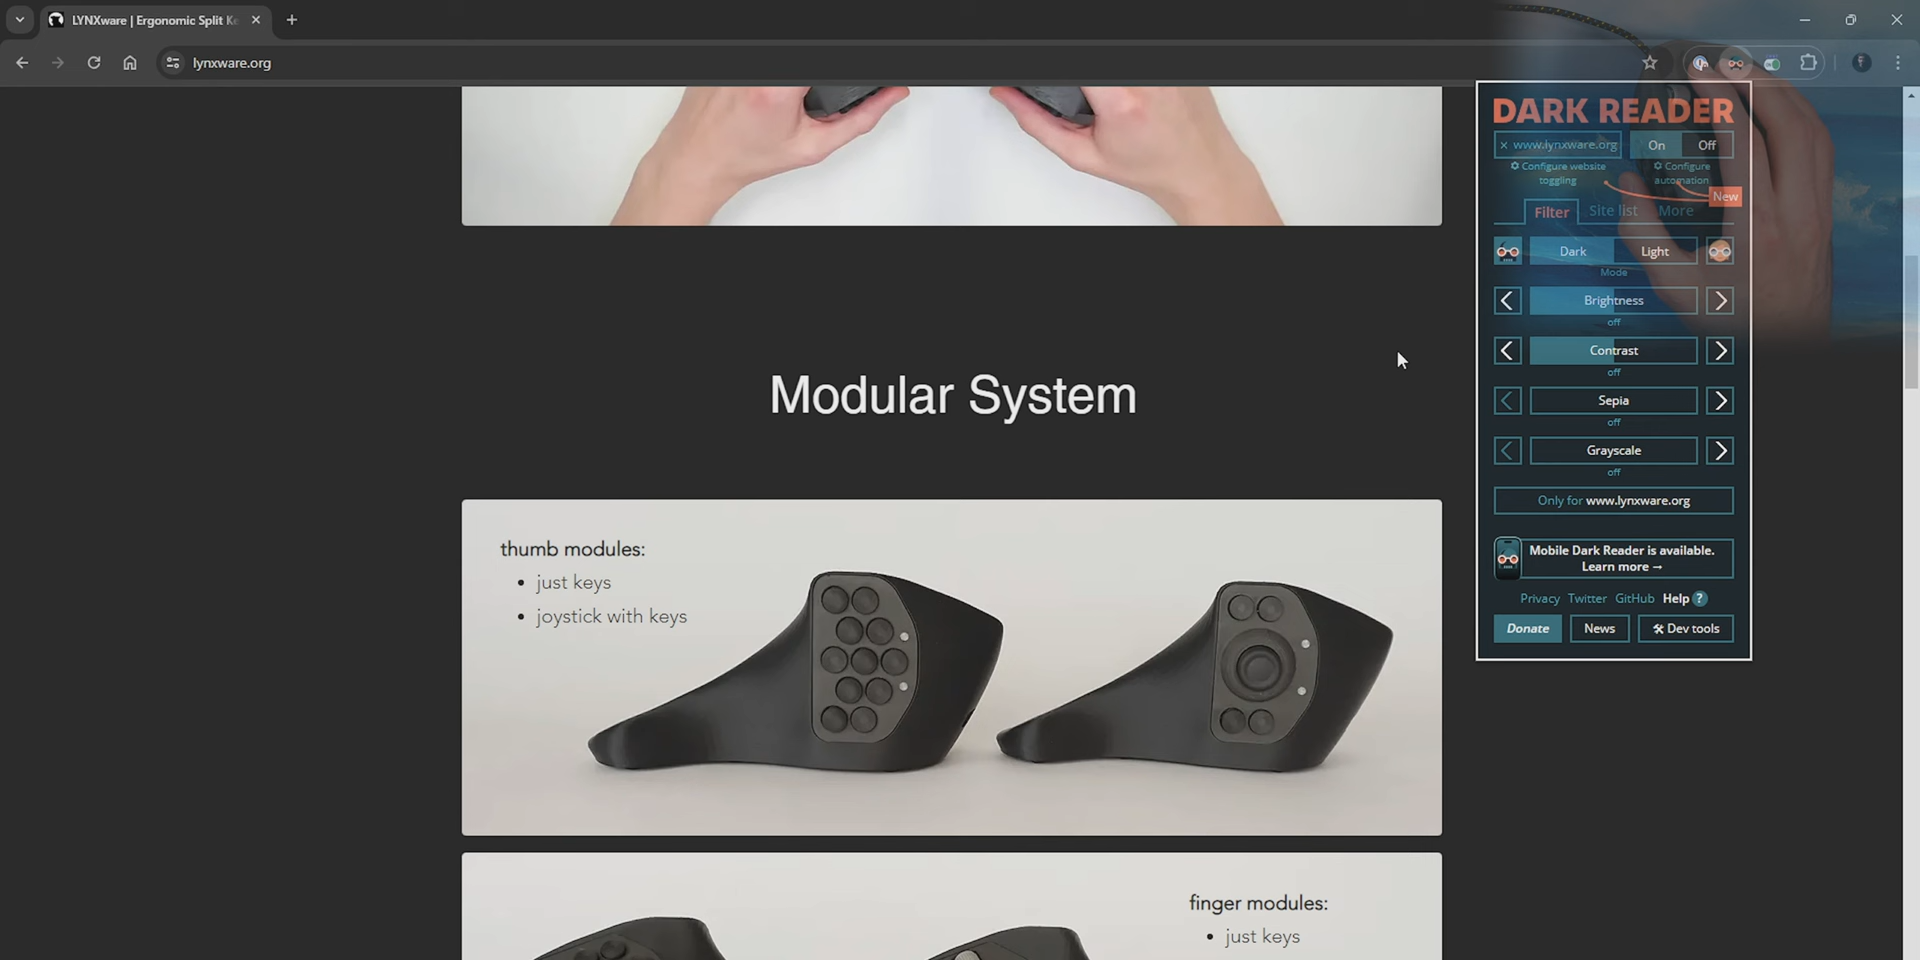 LYNXware | Ergonomic Split Ke
lynxware.org
DARK READER
www.lynxware.org
On
Off
Configure website
toggling
Configure
automation
New
Filter
Site list
More
Dark
Light
Mode
Brightness
off
Contrast
off
Sepia
off
Grayscale
off
Only for www.lynxware.org
Mobile Dark Reader is available.
Learn more →
Privacy
Twitter
GitHub
Help ?
Donate
News
Dev tools
Modular System
thumb modules:
• just keys
• joystick with keys
finger modules:
• just keys